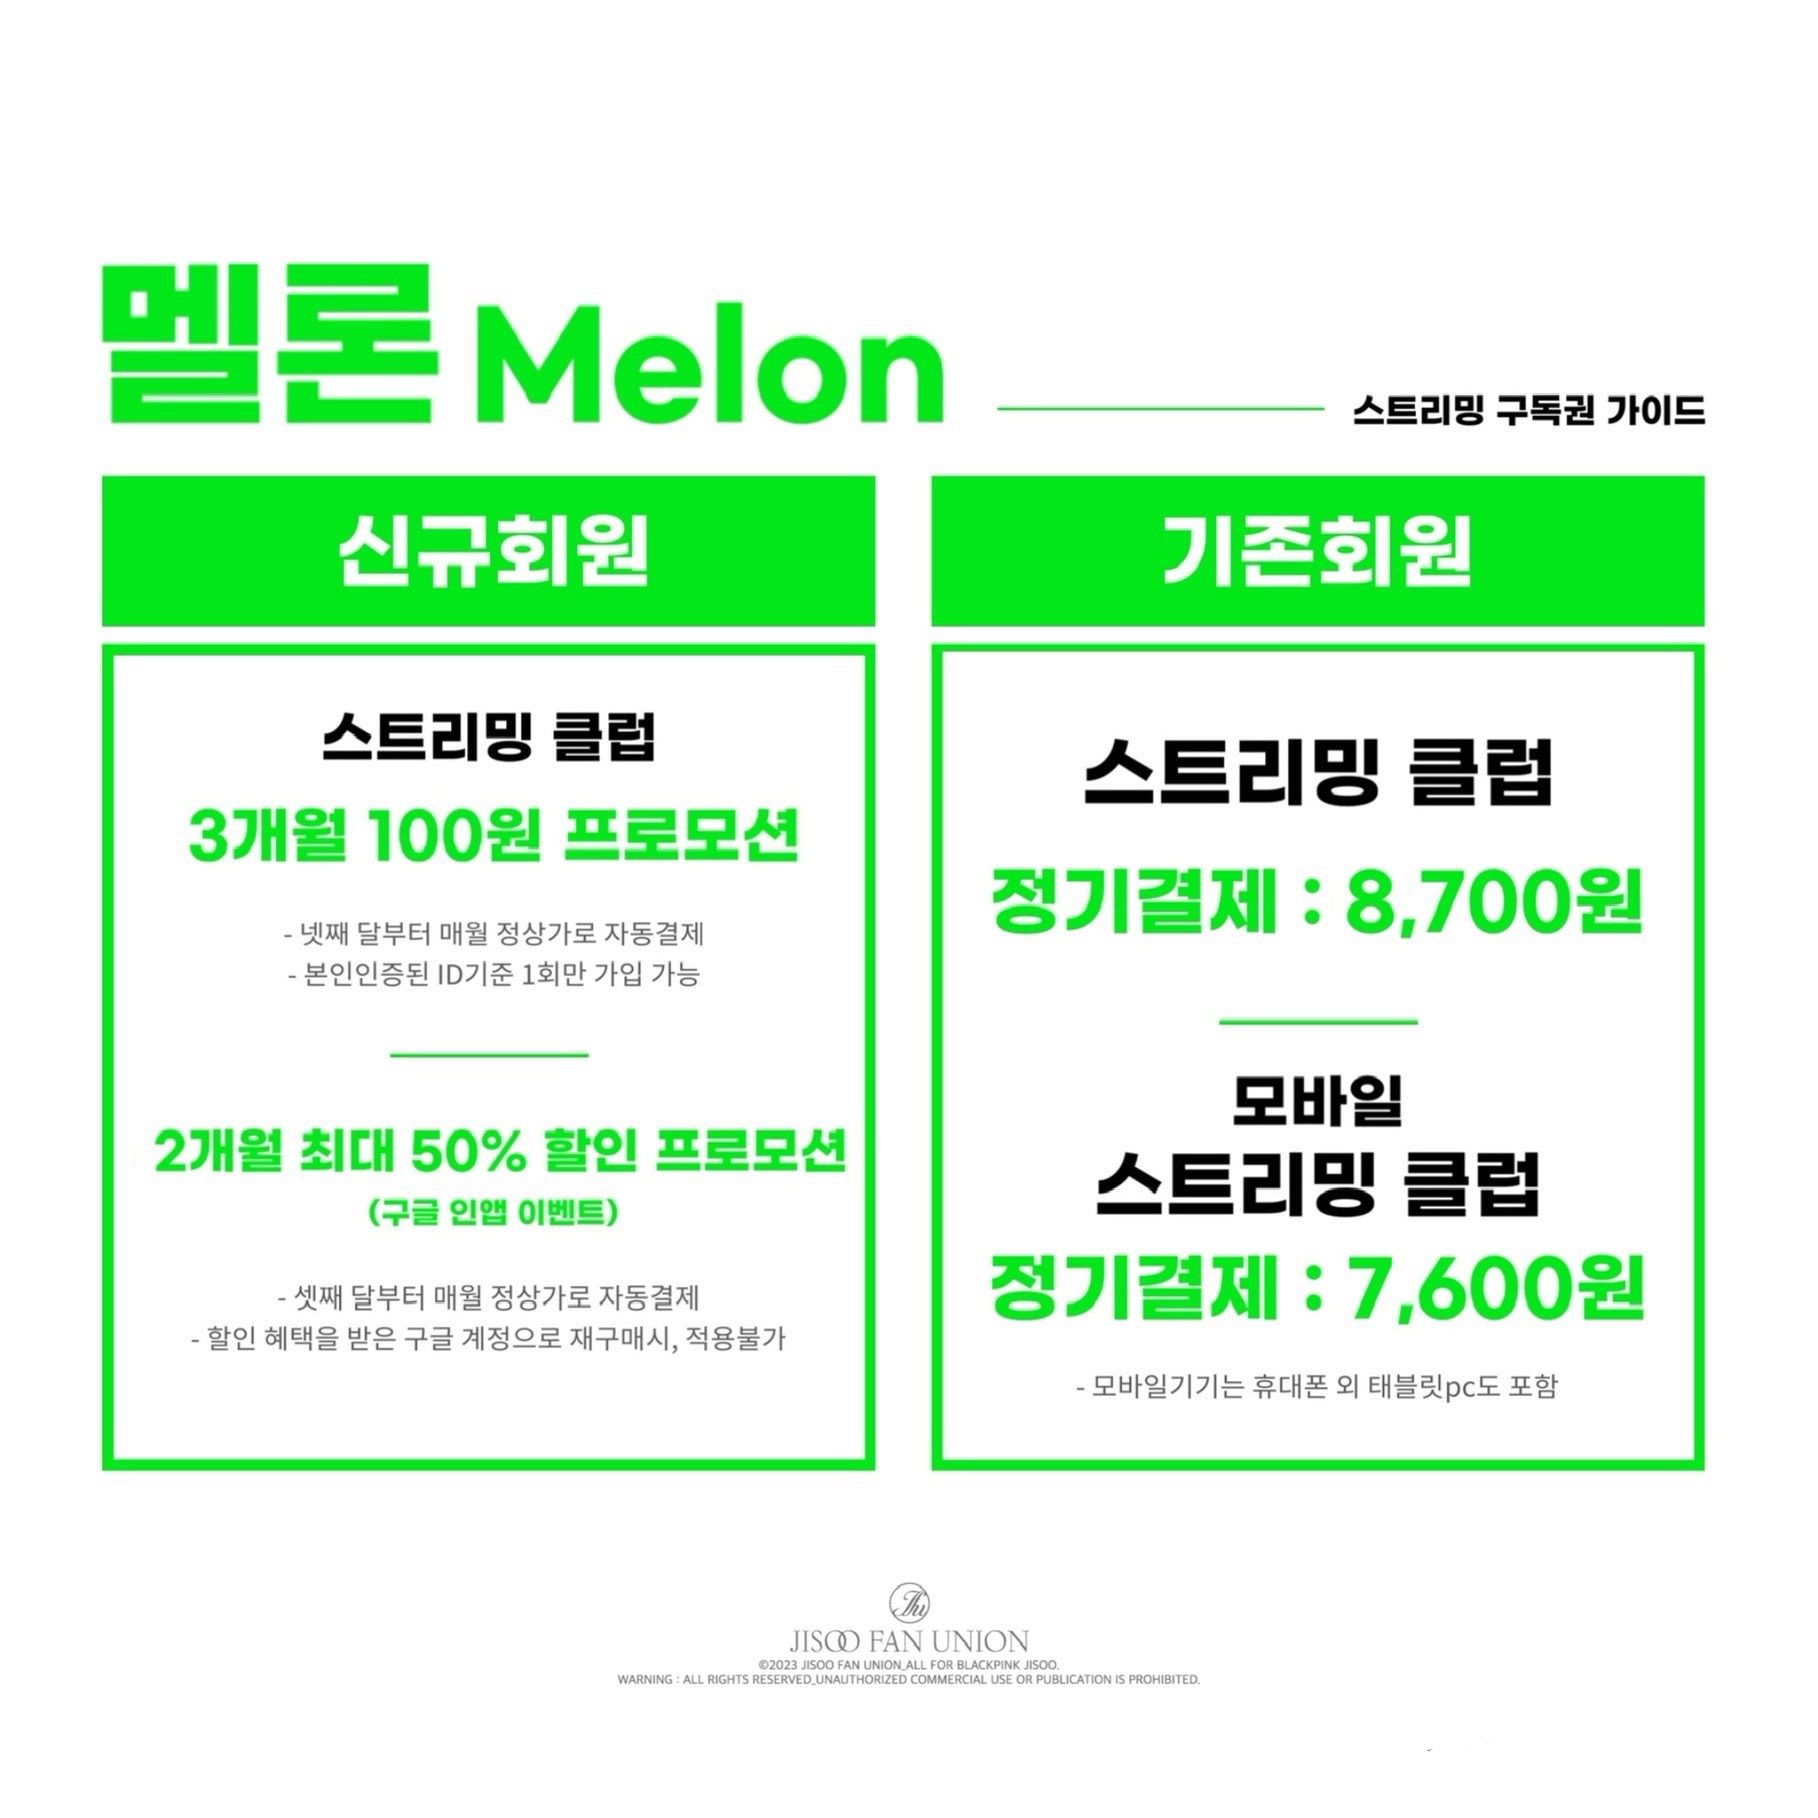 멜론 Melon
스트리밍 구독권 가이드
신규회원
스트리밍 클럽
3개월 100원 프로모션
- 넷째 달부터 매월 정상가로 자동결제
- 본인인증된 ID기준 1회만 가입 가능
2개월 최대 50% 할인 프로모션
(구글 인앱 이벤트)
- 셋째 달부터 매월 정상가로 자동결제
- 할인 혜택을 받은 구글 계정으로 재구매시, 적용불가
기존회원
스트리밍 클럽
정기결제 : 8,700원
모바일
스트리밍 클럽
정기결제 : 7,600원
- 모바일기기는 휴대폰 외 태블릿pc도 포함
JISOO FAN UNION
©2023 JISOO FAN UNION_ALL FOR BLACKPINK JISOO.
WARNING : ALL RIGHTS RESERVED_UNAUTHORIZED COMMERCIAL USE OR PUBLICATION IS PROHIBITED.